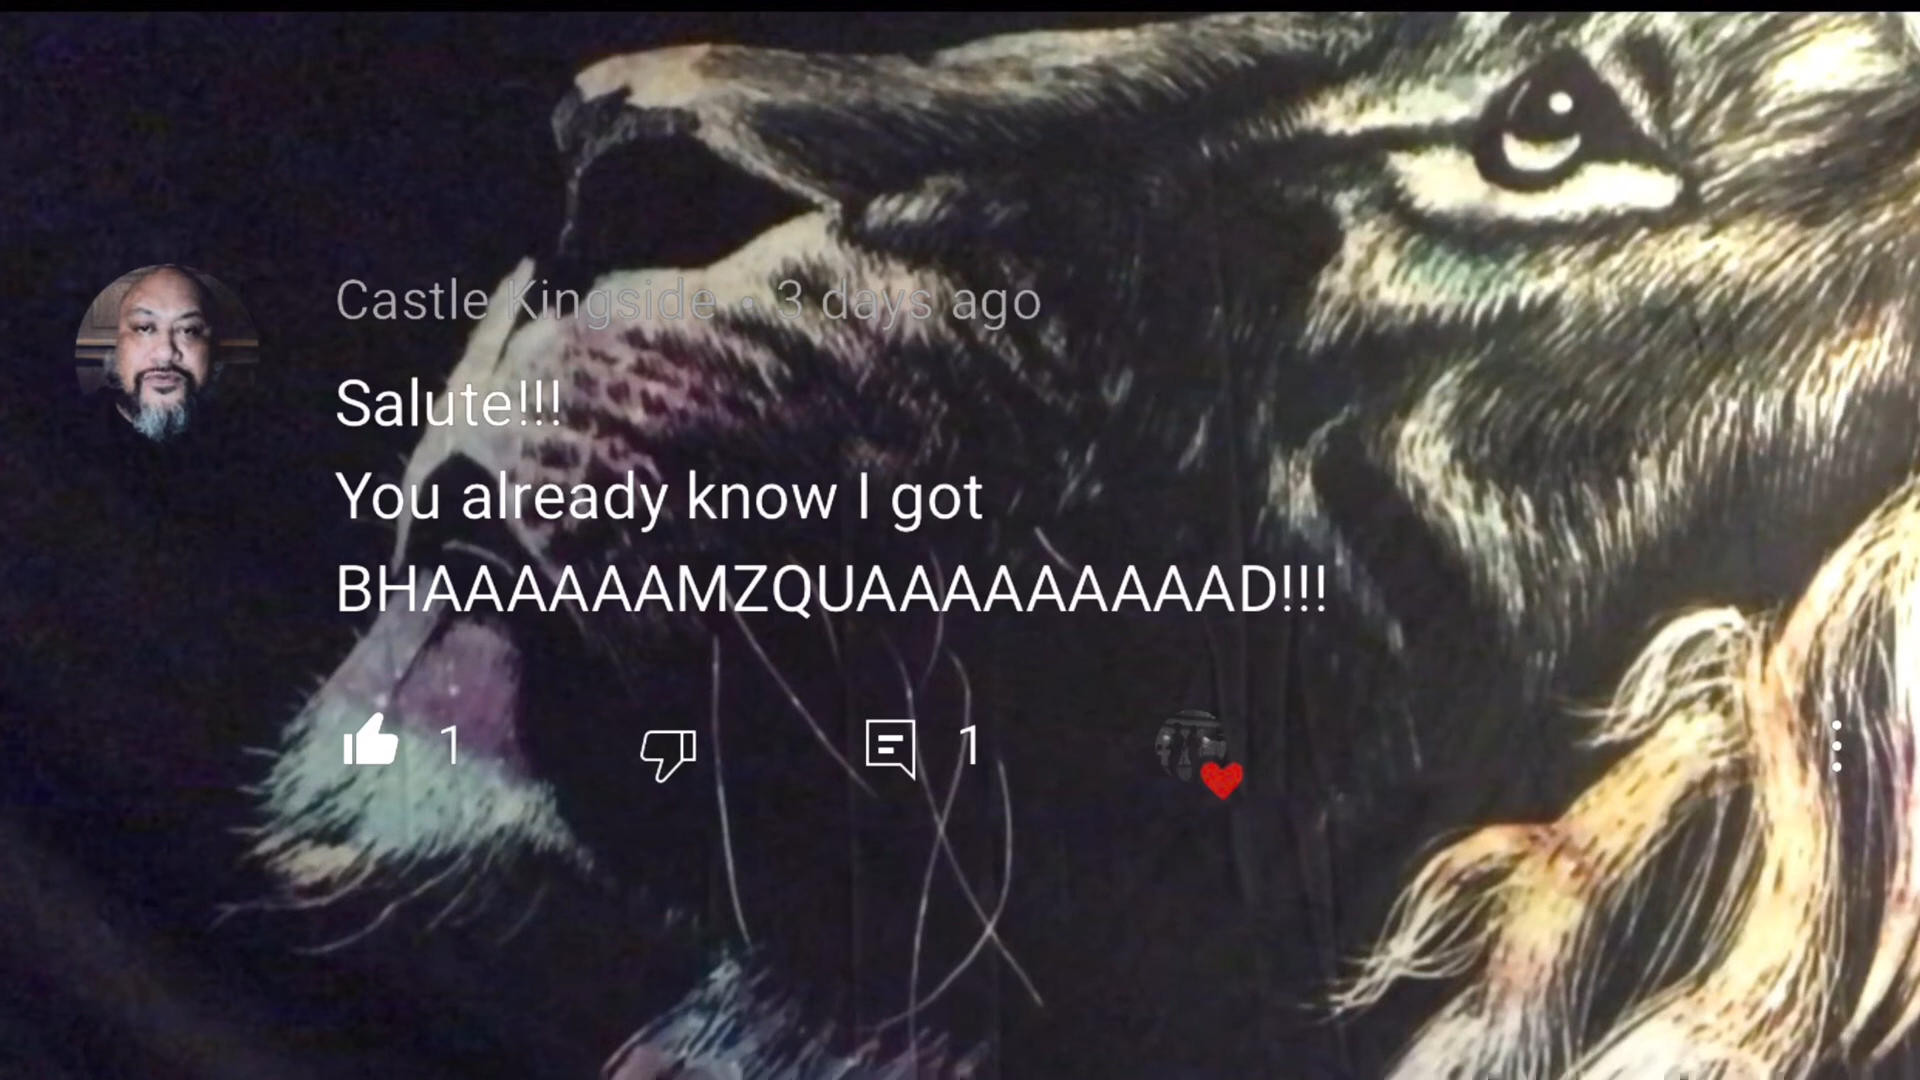 Castle Kingside • 3 days ago
Salute!!!
You already know I got
BHAAAAAAMZQUAAAAAAAAAD!!!
1
1